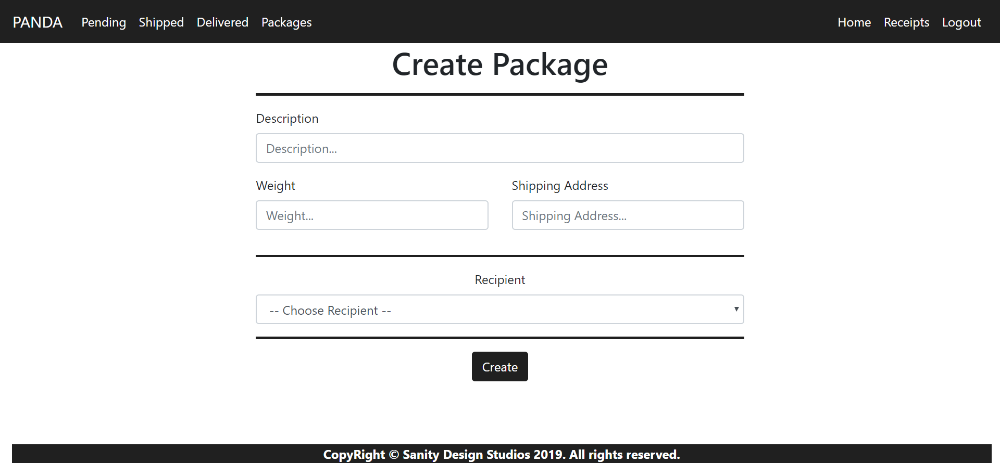 PANDA Pending Shipped Delivered Packages Home Receipts Logout
Create Package
Description
Description...
Weight Shipping Address
Weight... Shipping Address...
Recipient
-- Choose Recipient --
Create
CopyRight © Sanity Design Studios 2019. All rights reserved.